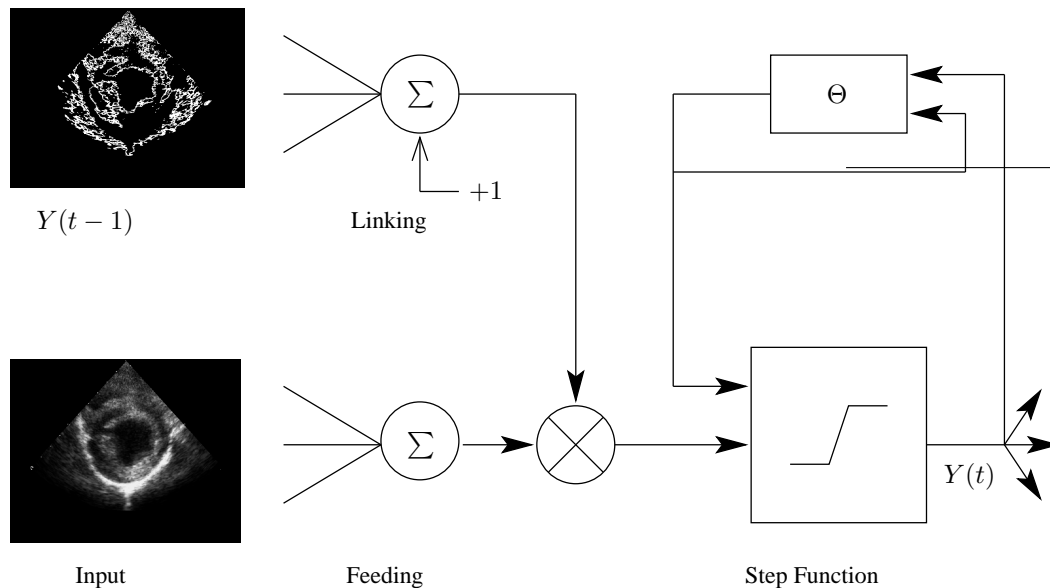 Σ
Θ
+1
Y(t − 1)
Linking
Σ
Y(t)
Input
Feeding
Step Function